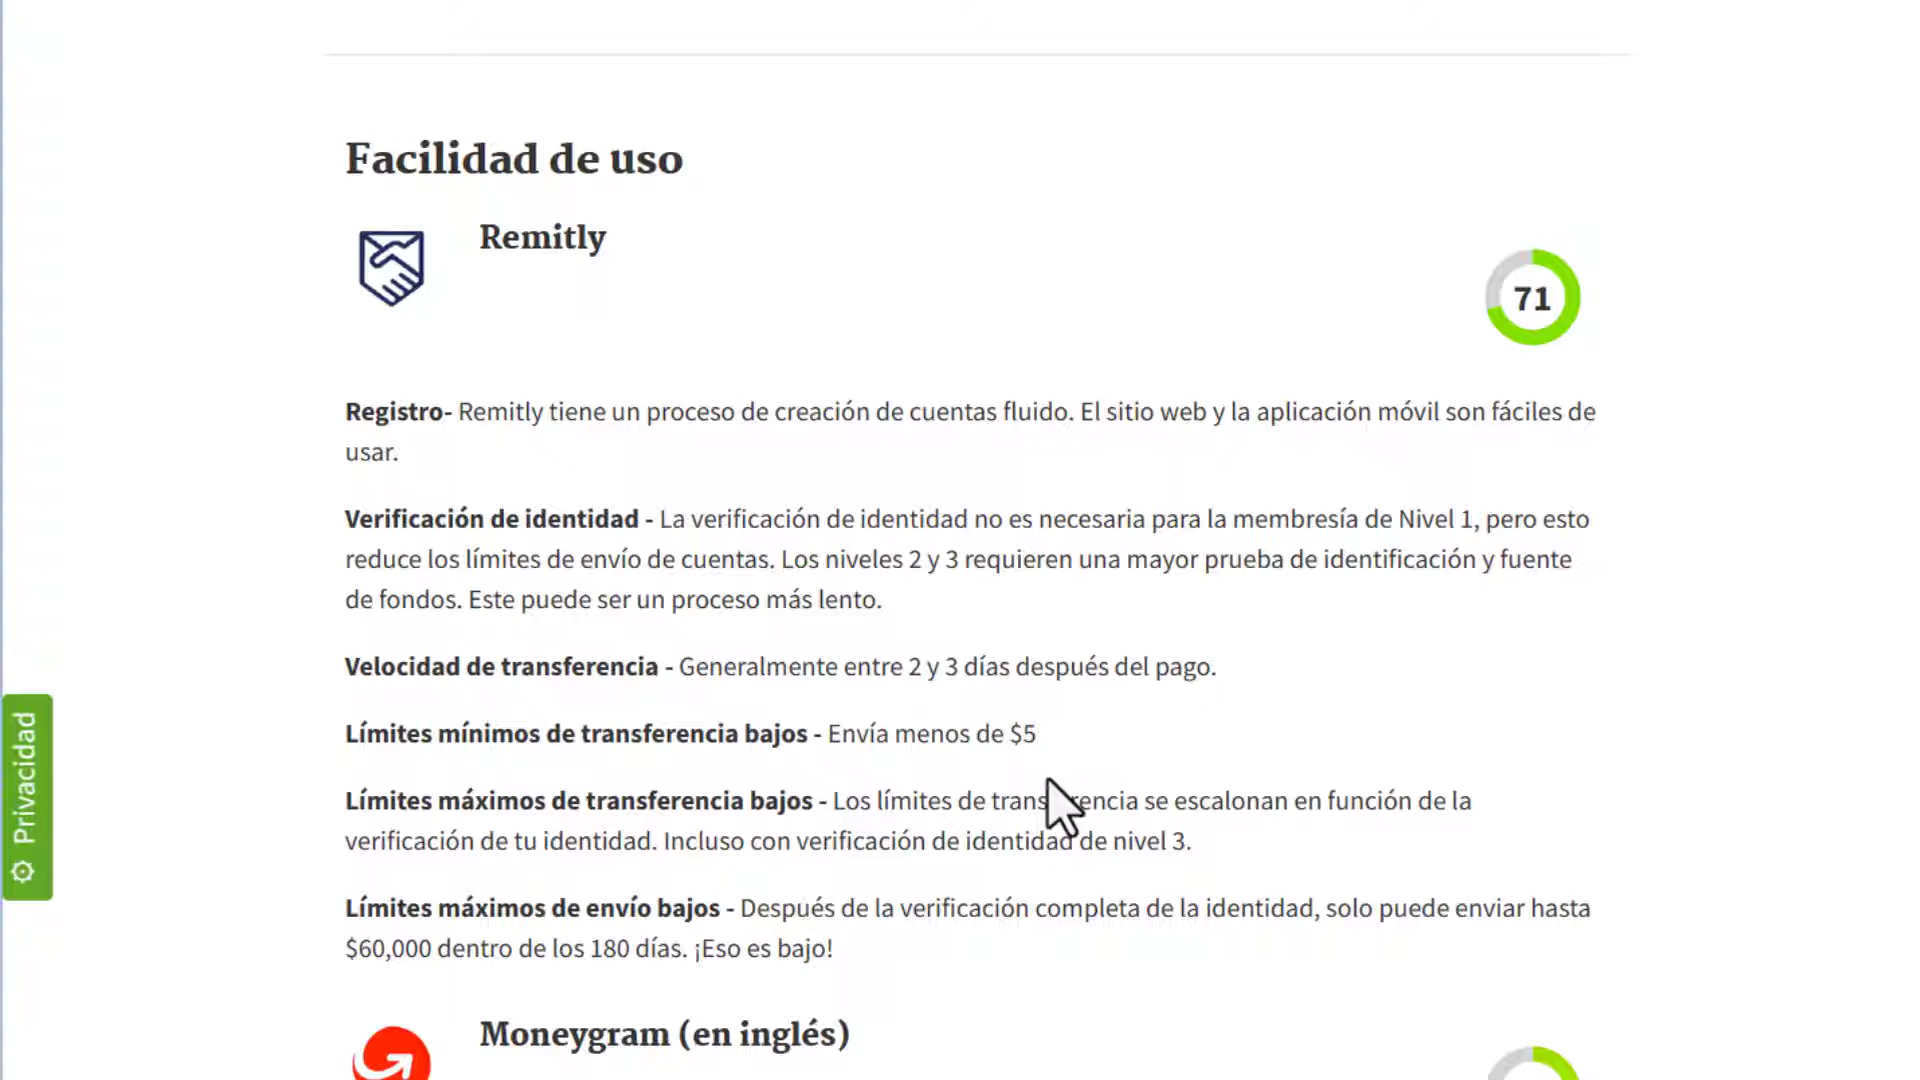 Facilidad de uso
Remitly
71
Registro- Remitly tiene un proceso de creación de cuentas fluido. El sitio web y la aplicación móvil son fáciles de
usar.
Verificación de identidad - La verificación de identidad no es necesaria para la membresía de Nivel 1, pero esto
reduce los límites de envío de cuentas. Los niveles 2 y 3 requieren una mayor prueba de identificación y fuente
de fondos. Este puede ser un proceso más lento.
Velocidad de transferencia - Generalmente entre 2 y 3 días después del pago.
Límites mínimos de transferencia bajos - Envía menos de $5
Límites máximos de transferencia bajos - Los límites de transferencia se escalonan en función de la
verificación de tu identidad. Incluso con verificación de identidad de nivel 3.
Límites máximos de envío bajos - Después de la verificación completa de la identidad, solo puede enviar hasta
$60,000 dentro de los 180 días. ¡Eso es bajo!
Moneygram (en inglés)
Privacidad